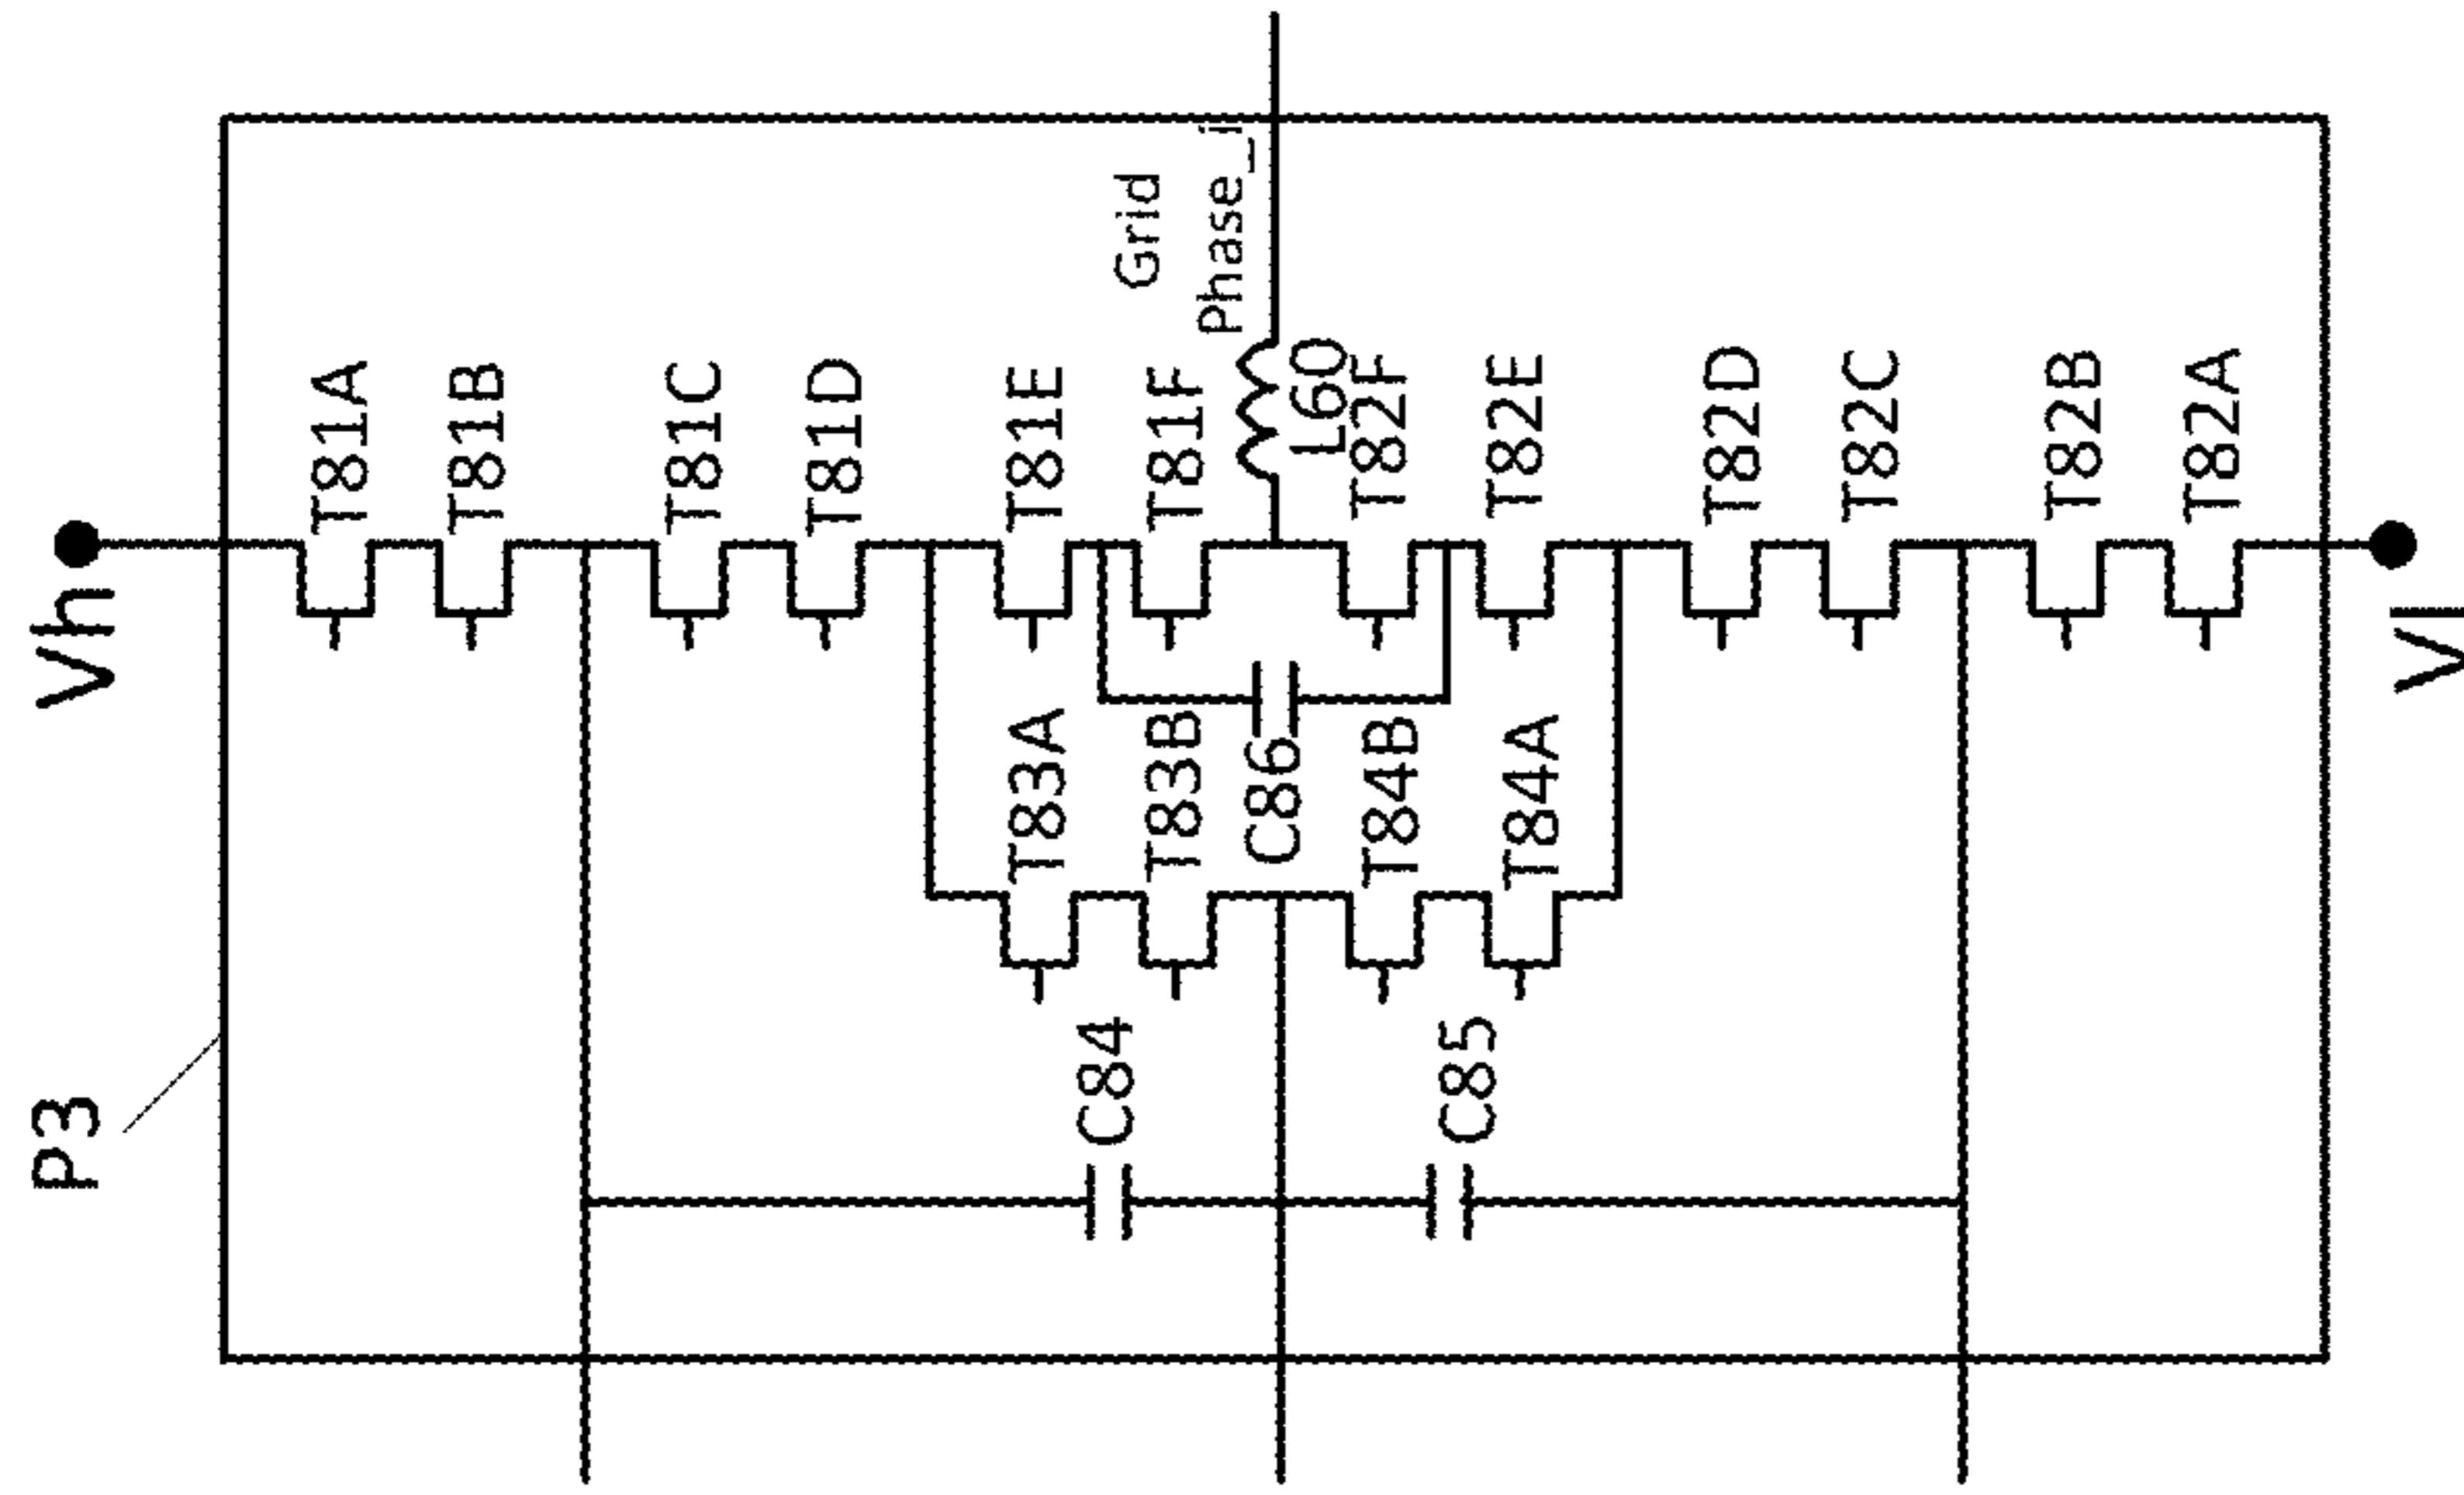 P3
Vh
T81A
T81B
T81C
T81D
T81E
T81F
Grid
Phase_i
L60
T82F
T82E
T82D
T82C
T82B
T82A
T83A
T83B
C86
T84B
T84A
C84
C85
Vl